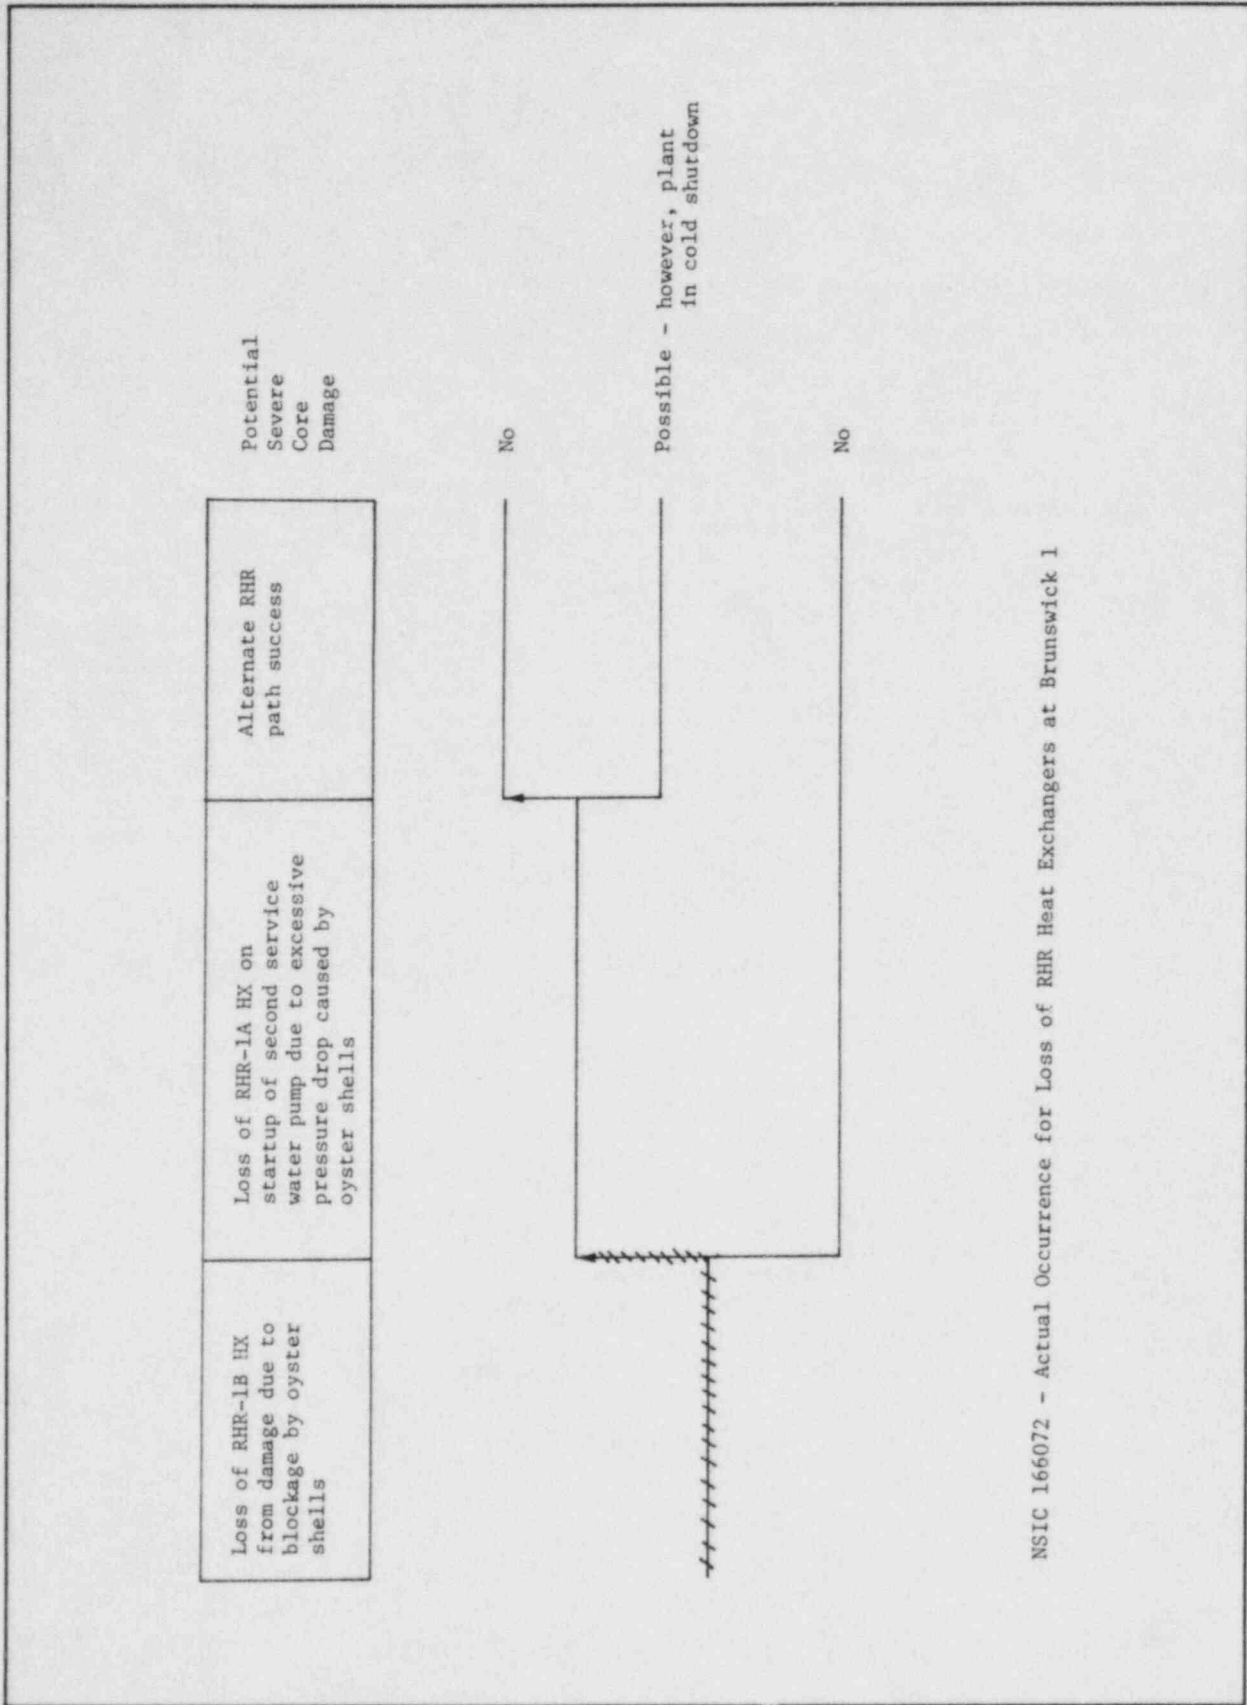 Loss of RHR-1B HX
from damage due to
blockage by oyster
shells
Loss of RHR-1A HX on
startup of second service
water pump due to excessive
pressure drop caused by
oyster shells
Alternate RHR
path success
Potential
Severe
Core
Damage
No
Possible - however, plant
in cold shutdown
No
NSIC 166072 - Actual Occurrence for Loss of RHR Heat Exchangers at Brunswick 1